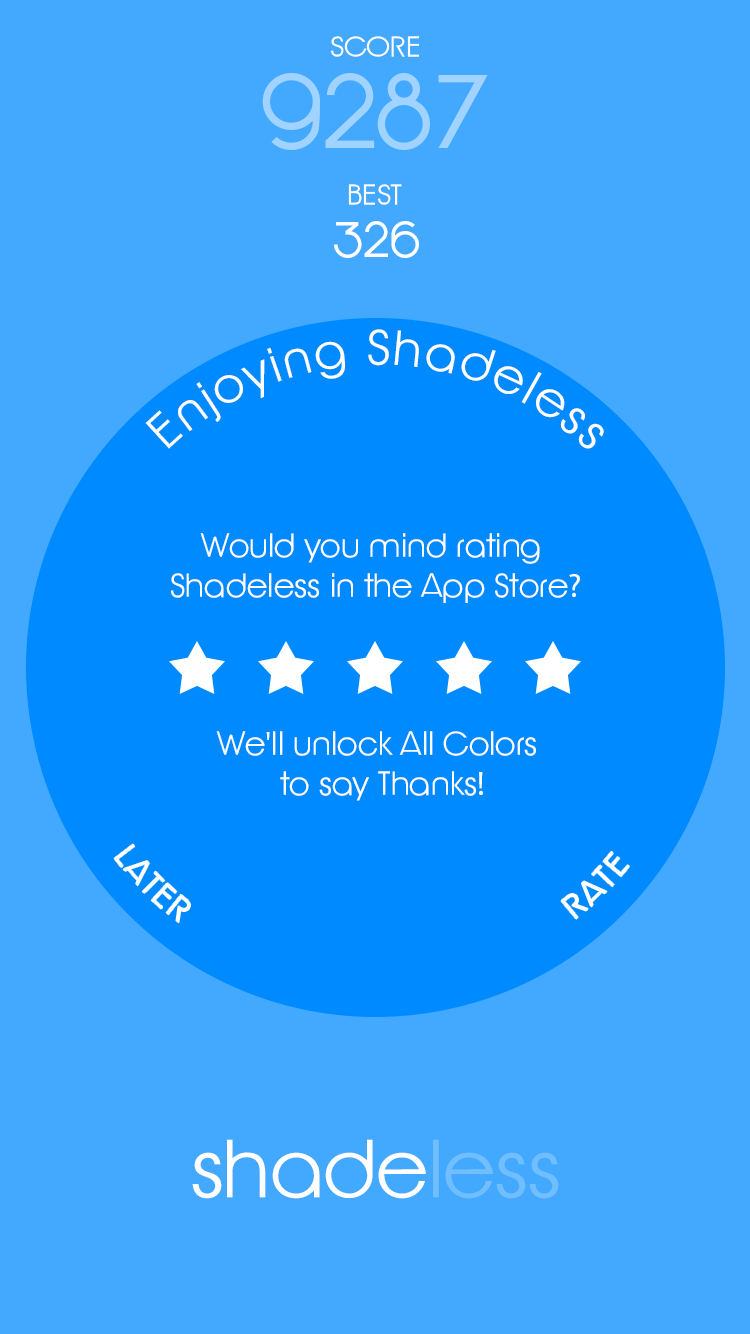 SCORE
9287
BEST
326
Enjoying Shadeless
Would you mind rating
Shadeless in the App Store?
We'll unlock All Colors
to say Thanks!
LATER
RATE
shadeless